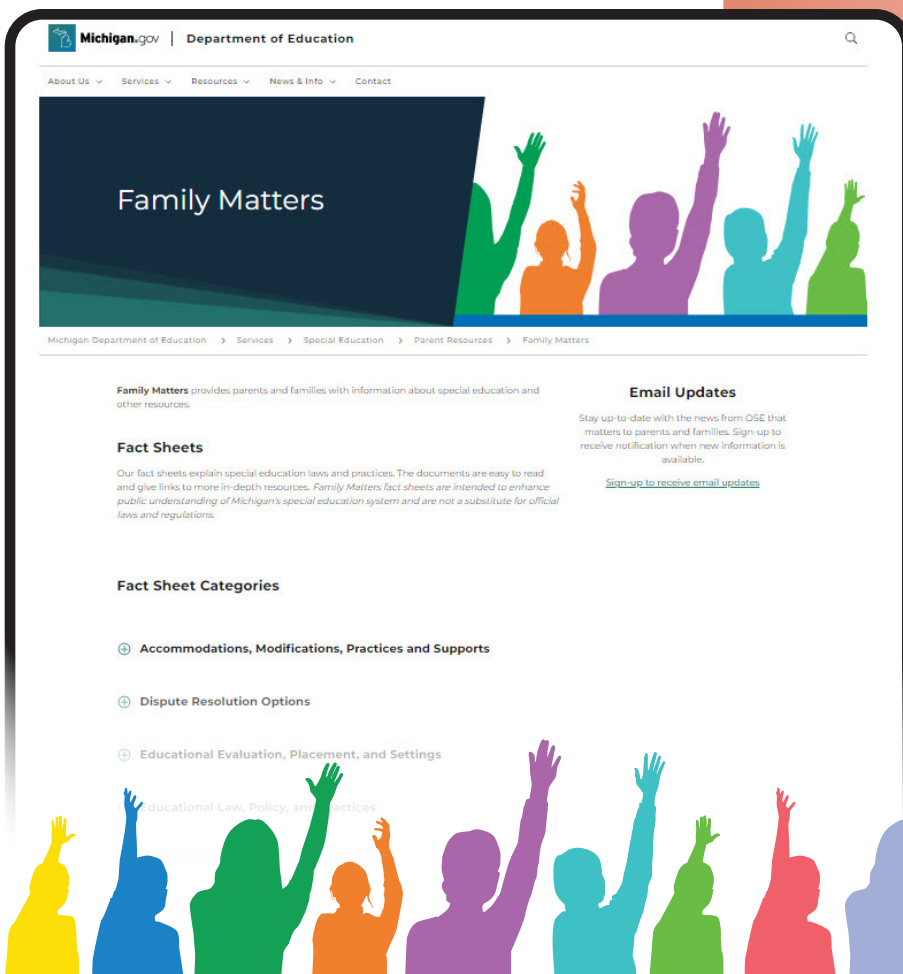 Michigan.gov | Department of Education
About Us Services Resources News & Info Contact
Family Matters
Michigan Department of Education > Services > Special Education > Parent Resources > Family Matters
Family Matters provides parents and families with information about special education and
other resources.
Fact Sheets
Our fact sheets explain special education laws and practices. The documents are easy to read
and give links to more in-depth resources. Family Matters fact sheets are intended to enhance
public understanding of Michigan's special education system and are not a substitute for official
laws and regulations.
Email Updates
Stay up-to-date with the news from OSE that
matters to parents and families. Sign-up to
receive notification when new information is
available.
Sign-up to receive email updates
Fact Sheet Categories
Accommodations, Modifications, Practices and Supports
Dispute Resolution Options
Educational Evaluation, Placement, and Settings
Educational Law, Policy, and Practices